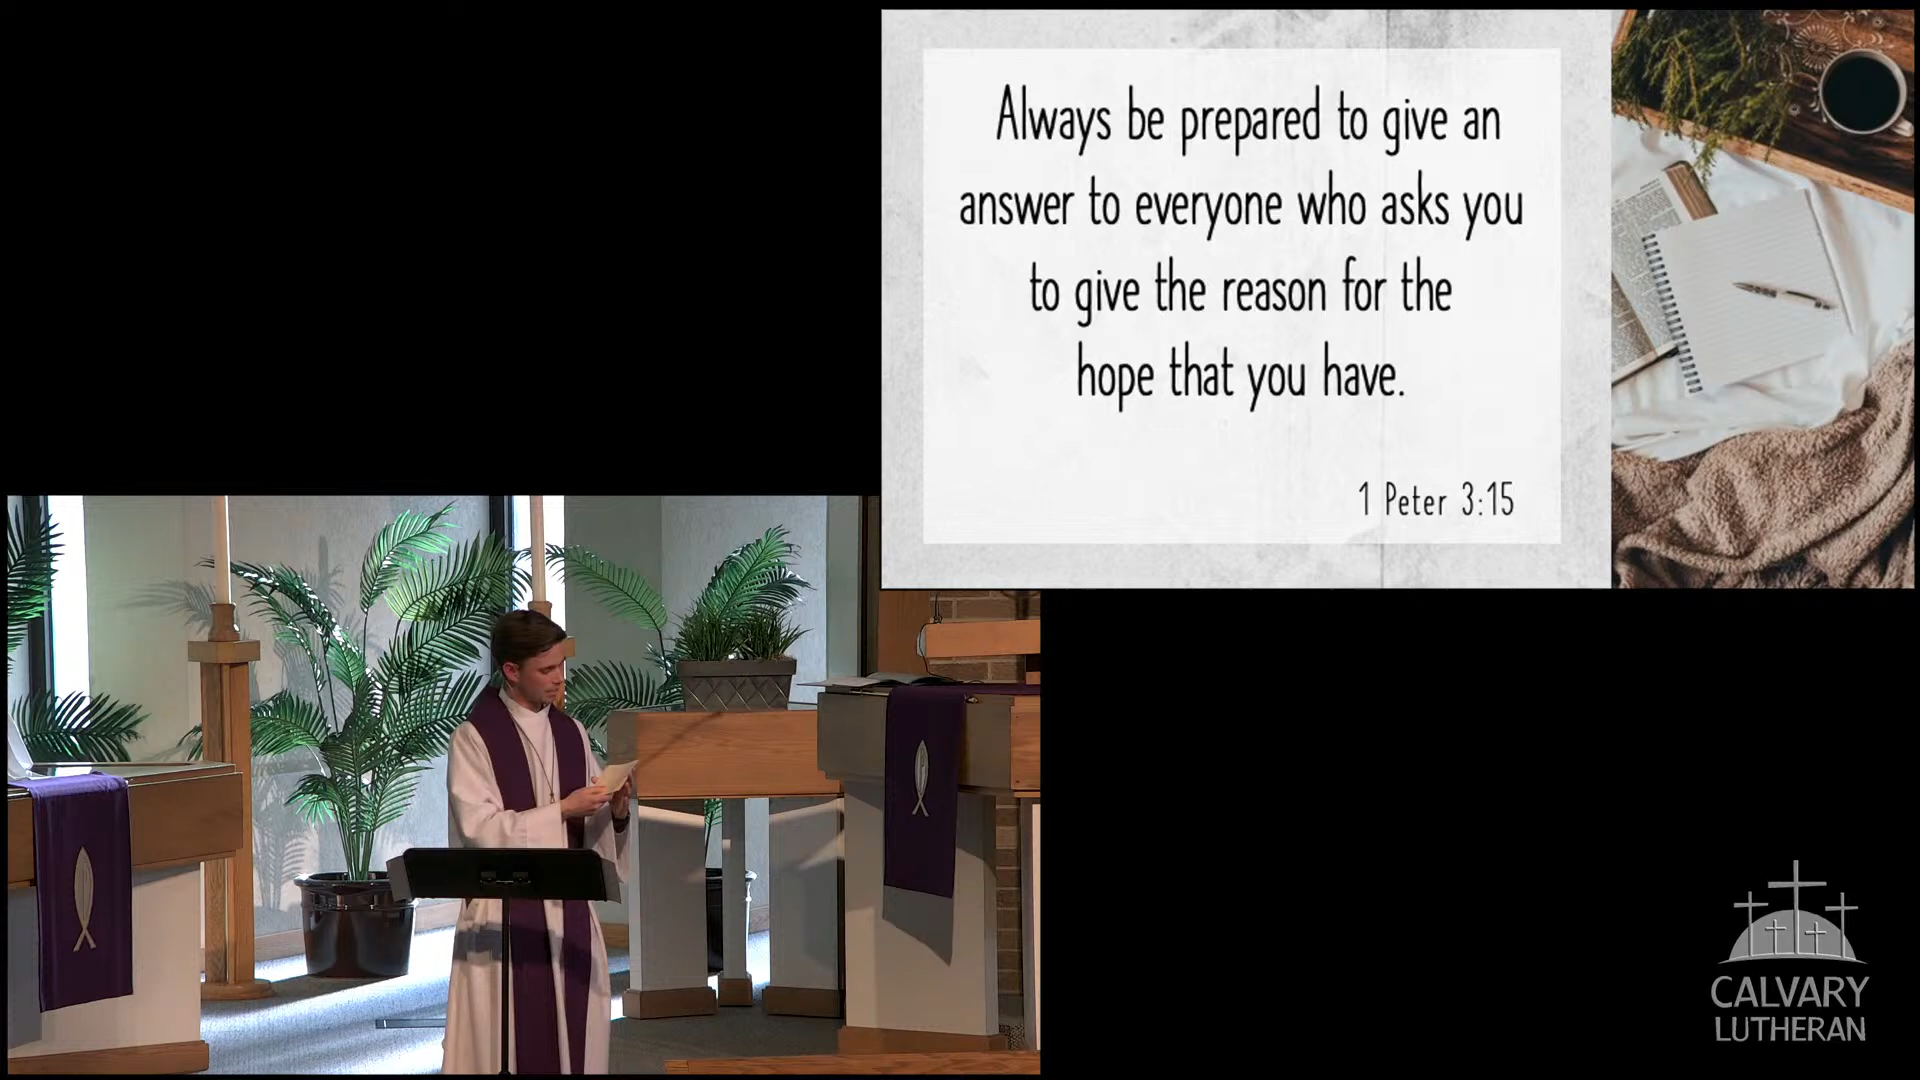 Always be prepared to give an
answer to everyone who asks you
to give the reason for the
hope that you have.
1 Peter 3:15
CALVARY
LUTHERAN